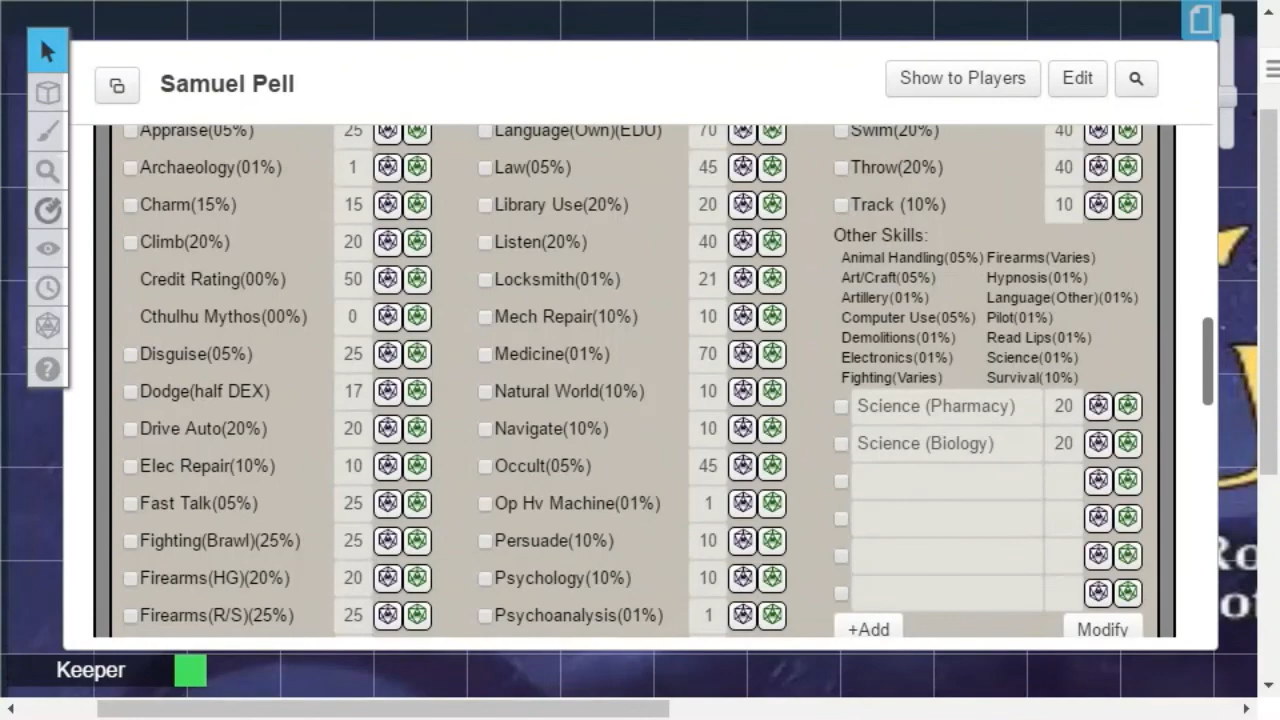 Samuel Pell
Show to Players
Edit
Appraise(05%) 25
Archaeology(01%) 1
Charm(15%) 15
Climb(20%) 20
Credit Rating(00%) 50
Cthulhu Mythos(00%) 0
Disguise(05%) 25
Dodge(half DEX) 17
Drive Auto(20%) 20
Elec Repair(10%) 10
Fast Talk(05%) 25
Fighting(Brawl)(25%) 25
Firearms(HG)(20%) 20
Firearms(R/S)(25%) 25
Language(Own)(EDU) 70
Law(05%) 45
Library Use(20%) 20
Listen(20%) 40
Locksmith(01%) 21
Mech Repair(10%) 10
Medicine(01%) 70
Natural World(10%) 10
Navigate(10%) 10
Occult(05%) 45
Op Hv Machine(01%) 1
Persuade(10%) 10
Psychology(10%) 10
Psychoanalysis(01%) 1
Swim(20%) 40
Throw(20%) 40
Track (10%) 10
Other Skills:
Animal Handling(05%) Firearms(Varies)
Art/Craft(05%) Hypnosis(01%)
Artillery(01%) Language(Other)(01%)
Computer Use(05%) Pilot(01%)
Demolitions(01%) Read Lips(01%)
Electronics(01%) Science(01%)
Fighting(Varies) Survival(10%)
Science (Pharmacy) 20
Science (Biology) 20
+Add
Modify
Keeper